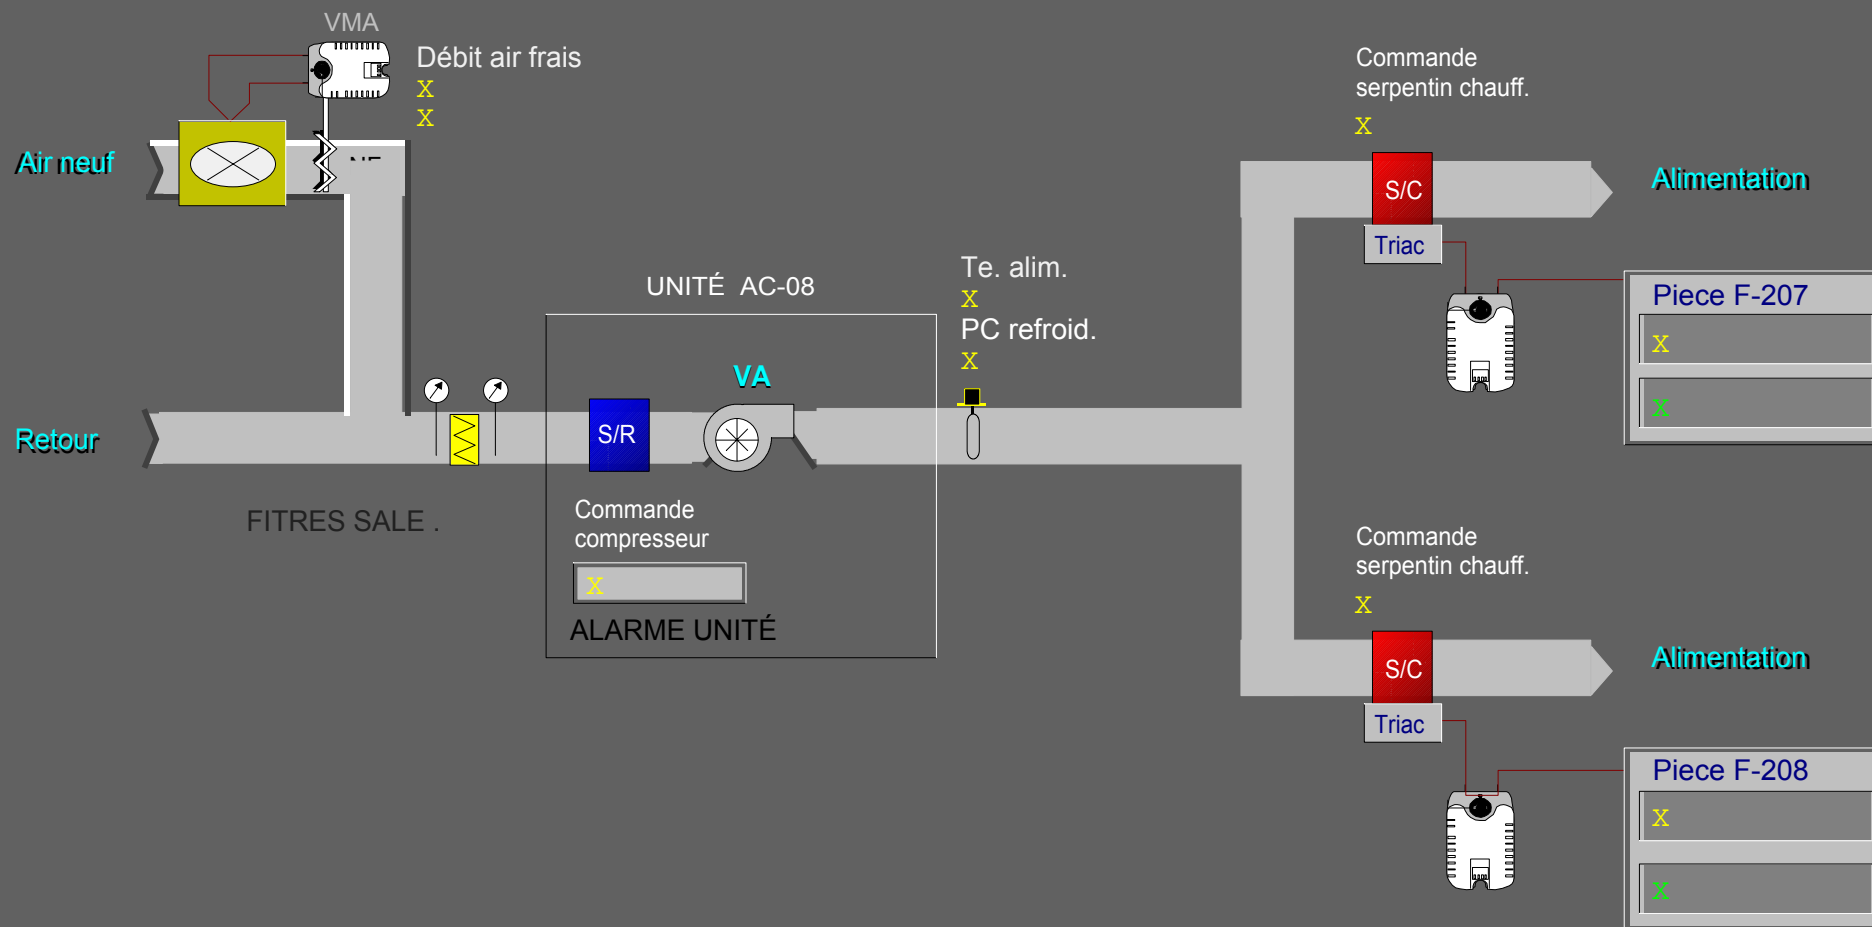 VMA
Débit air frais
X
X
Air neuf
Commande
serpentin chauff.
X
S/C
Triac
Alimentation
Piece F-207
X
X
UNITÉ AC-08
Te. alim.
X
PC refroid.
X
VA
Retour
S/R
FITRES SALE .
Commande
compresseur
X
ALARME UNITÉ
Commande
serpentin chauff.
X
S/C
Triac
Alimentation
Piece F-208
X
X